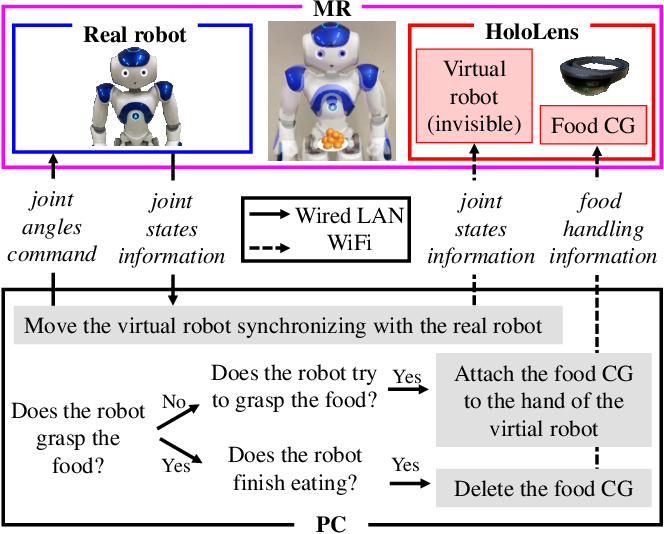 MR
Real robot
HoloLens
Virtual
robot
(invisible)
Food CG
joint
angles
command
joint
states
information
Wired LAN
WiFi
joint
states
information
food
handling
information
Move the virtual robot synchronizing with the real robot
Does the robot
grasp the
food?
No
Yes
Does the robot try
to grasp the food?
Yes
Attach the food CG
to the hand of the
virtial robot
Does the robot
finish eating?
Yes
Delete the food CG
PC